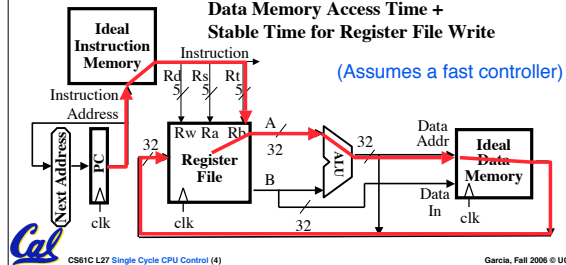 Data Memory Access Time +
Stable Time for Register File Write
(Assumes a fast controller)
Ideal
Instruction
Memory
Instruction
Rd Rs Rt
5 5 5
Instruction
Address
Rw Ra Rb
Register
File
A
32
B
32
32
ALU
32
Data
Addr
Ideal
Data
Memory
Data
In
Next Address
PC
clk
clk
clk
Cal
CS61C L27 Single Cycle CPU Control (4)
Garcia, Fall 2006 © UC